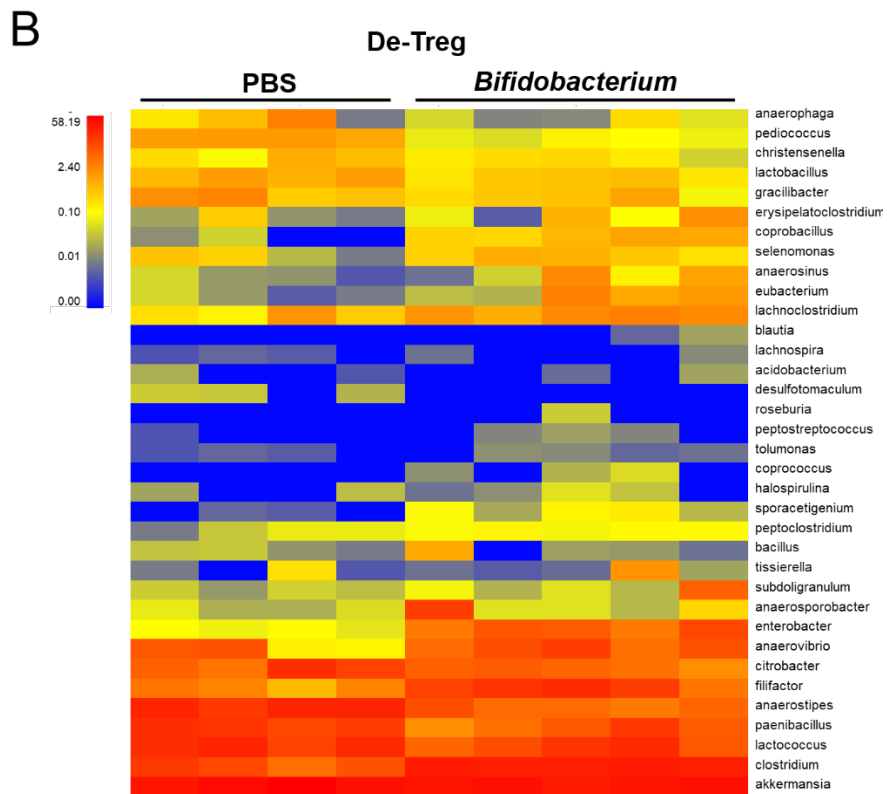 B
De-Treg
PBS
Bifidobacterium
58.19
2.40
0.10
0.01
0.00
anaerophaga
pediococcus
christensenella
lactobacillus
gracilibacter
erysipelatoclostridium
coprobacillus
selenomonas
anaerosinus
eubacterium
lachnoclostridium
blautia
lachnospira
acidobacterium
desulfotomaculum
roseburia
peptostreptococcus
tolumonas
coprococcus
halospirulina
sporacetigenium
peptoclostridium
bacillus
tissierella
subdoligranulum
anaerosporobacter
enterobacter
anaerovibrio
citrobacter
filifactor
anaerostipes
paenibacillus
lactococcus
clostridium
akkermansia